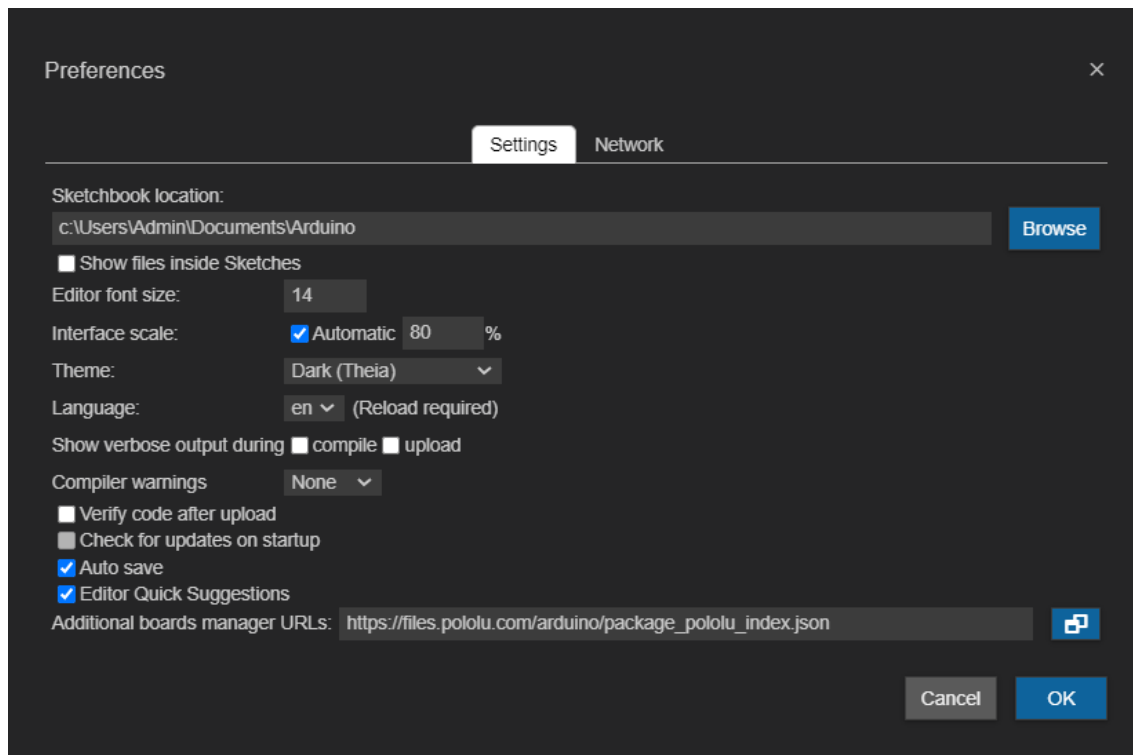 Preferences
Settings Network
Sketchbook location:
c:\Users\Admin\Documents\Arduino Browse
Show files inside Sketches
Editor font size: 14
Interface scale: Automatic 80 %
Theme: Dark (Theia)
Language: en (Reload required)
Show verbose output during compile upload
Compiler warnings None
Verify code after upload
Check for updates on startup
Auto save
Editor Quick Suggestions
Additional boards manager URLs: https://files.pololu.com/arduino/package_pololu_index.json
Cancel OK